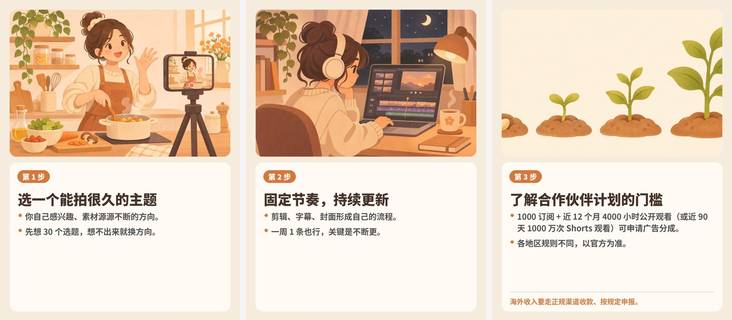 第 1 步
选一个能拍很久的主题
你自己感兴趣、素材源源不断的方向。
先想 30 个选题，想不出来就换方向。
第 2 步
固定节奏，持续更新
剪辑、字幕、封面形成自己的流程。
一周 1 条也行，关键是不断更。
第 3 步
了解合作伙伴计划的门槛
1000 订阅 + 近 12 个月 4000 小时公开观看（或近 90
天 1000 万次 Shorts 观看）可申请广告分成。
各地区规则不同，以官方为准。
海外收入要走正规渠道收款、按规定申报。